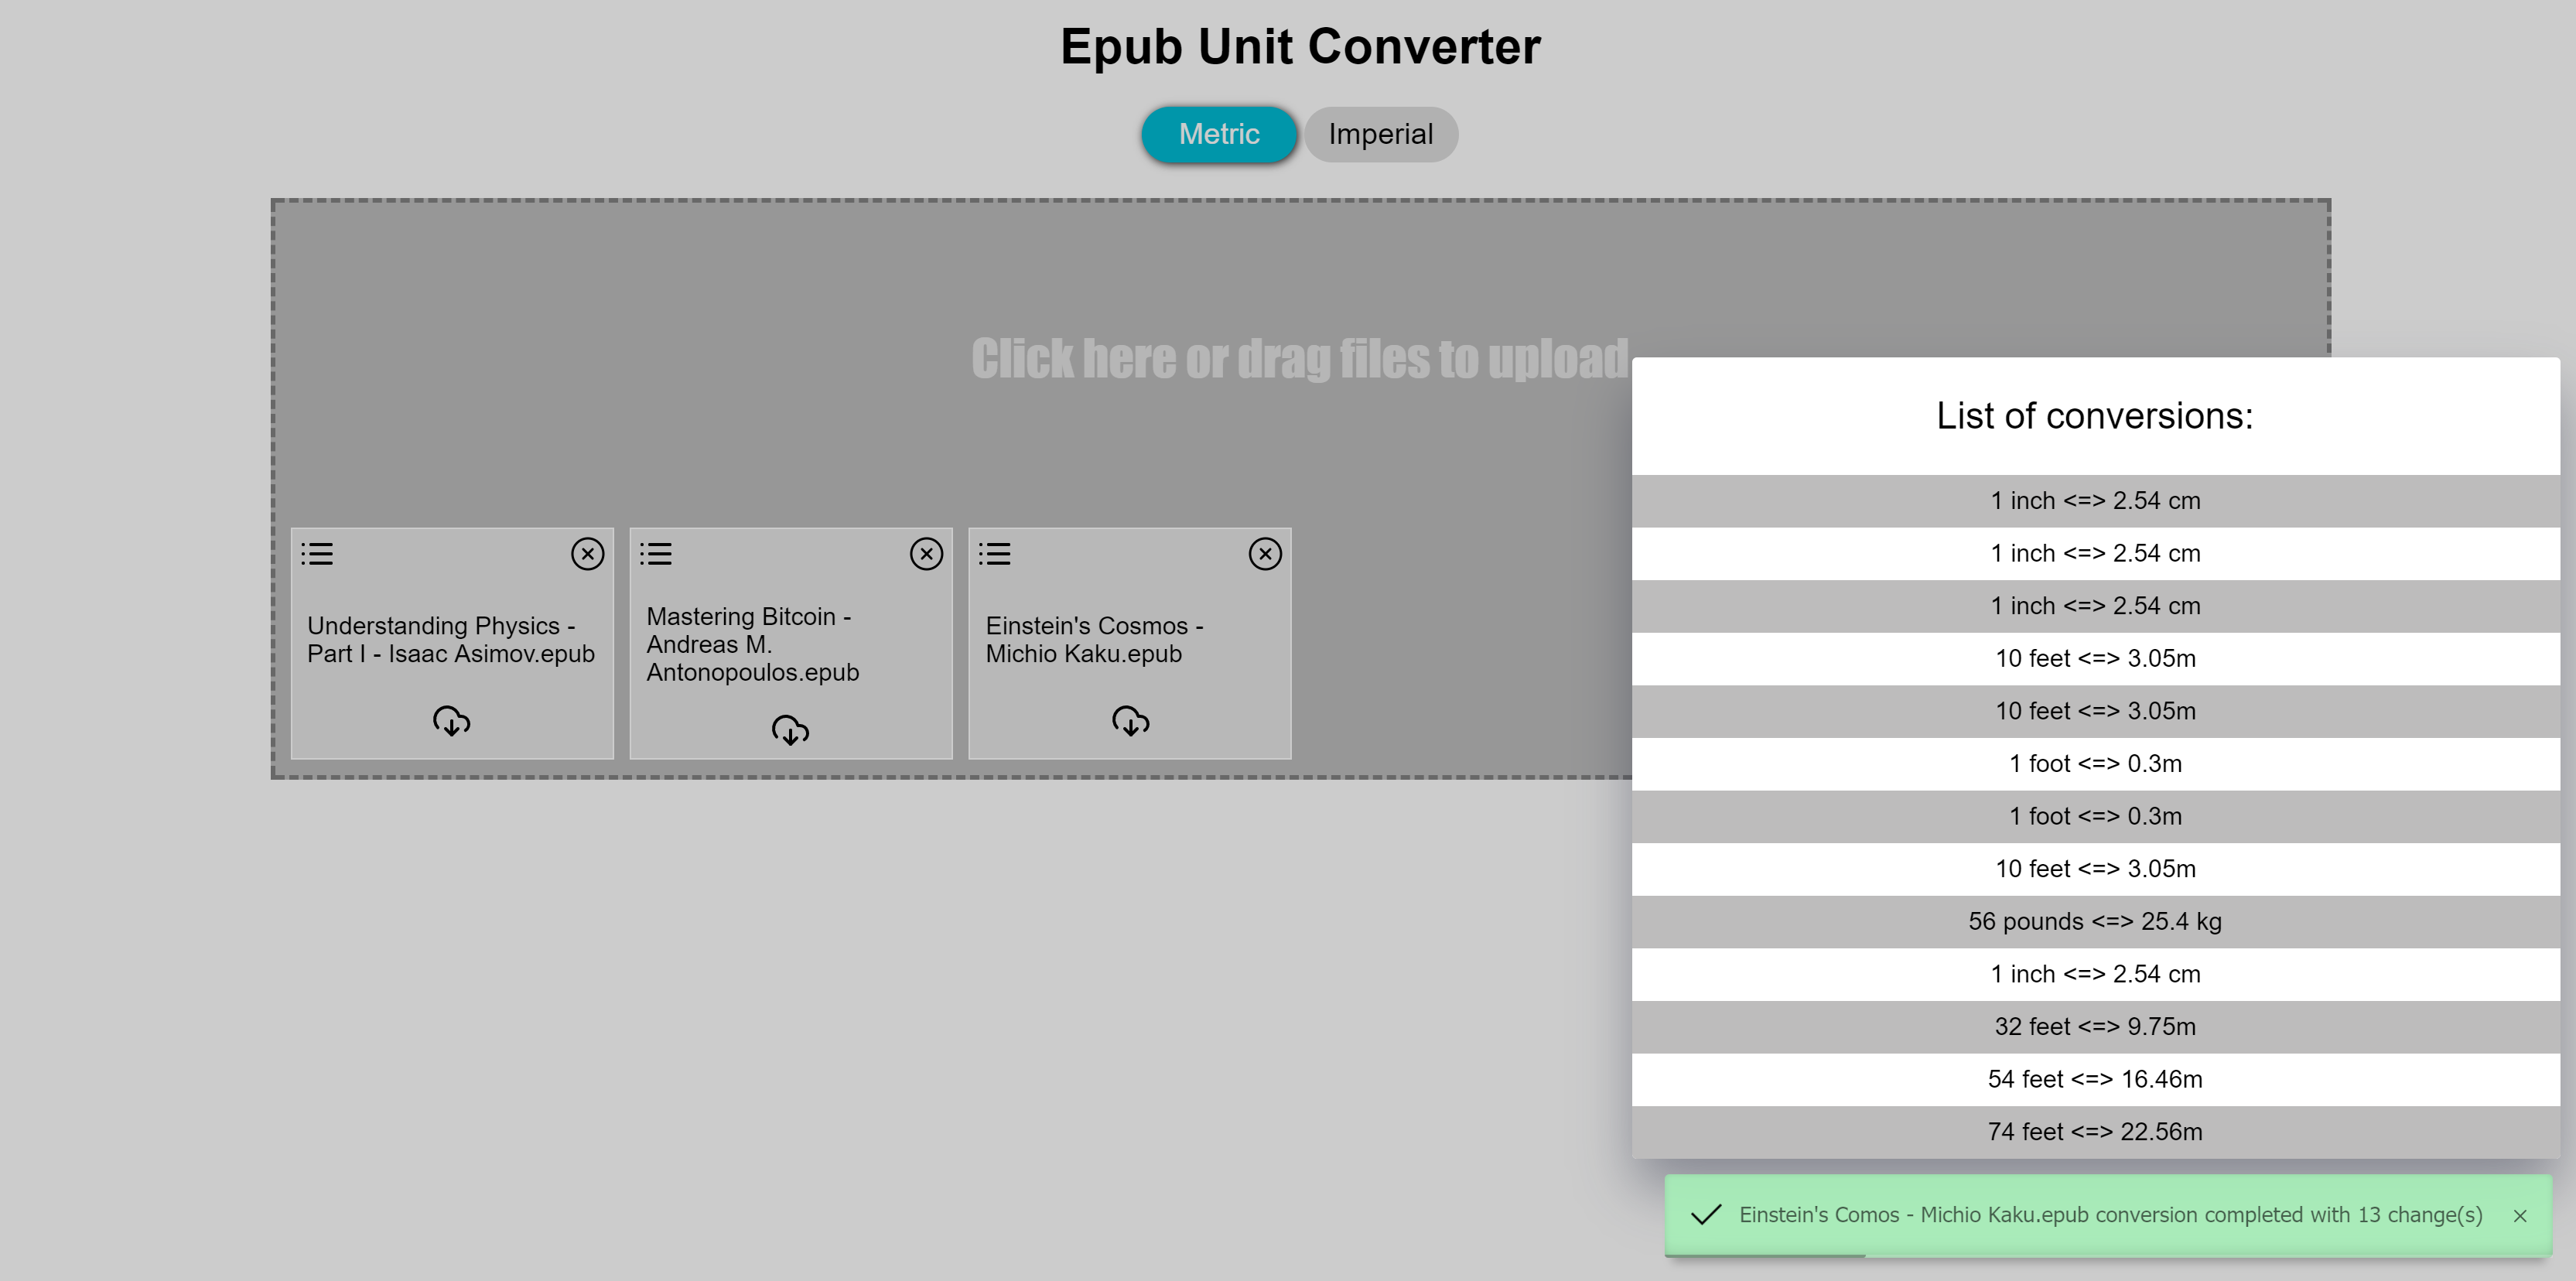 Epub Unit Converter
Metric
Imperial
Click here or drag files to upload
Understanding Physics -
Part I - Isaac Asimov.epub
Mastering Bitcoin -
Andreas M.
Antonopoulos.epub
Einstein's Cosmos -
Michio Kaku.epub
List of conversions:
1 inch <=> 2.54 cm
1 inch <=> 2.54 cm
1 inch <=> 2.54 cm
10 feet <=> 3.05m
10 feet <=> 3.05m
1 foot <=> 0.3m
1 foot <=> 0.3m
10 feet <=> 3.05m
56 pounds <=> 25.4 kg
1 inch <=> 2.54 cm
32 feet <=> 9.75m
54 feet <=> 16.46m
74 feet <=> 22.56m
Einstein's Comos - Michio Kaku.epub conversion completed with 13 change(s)